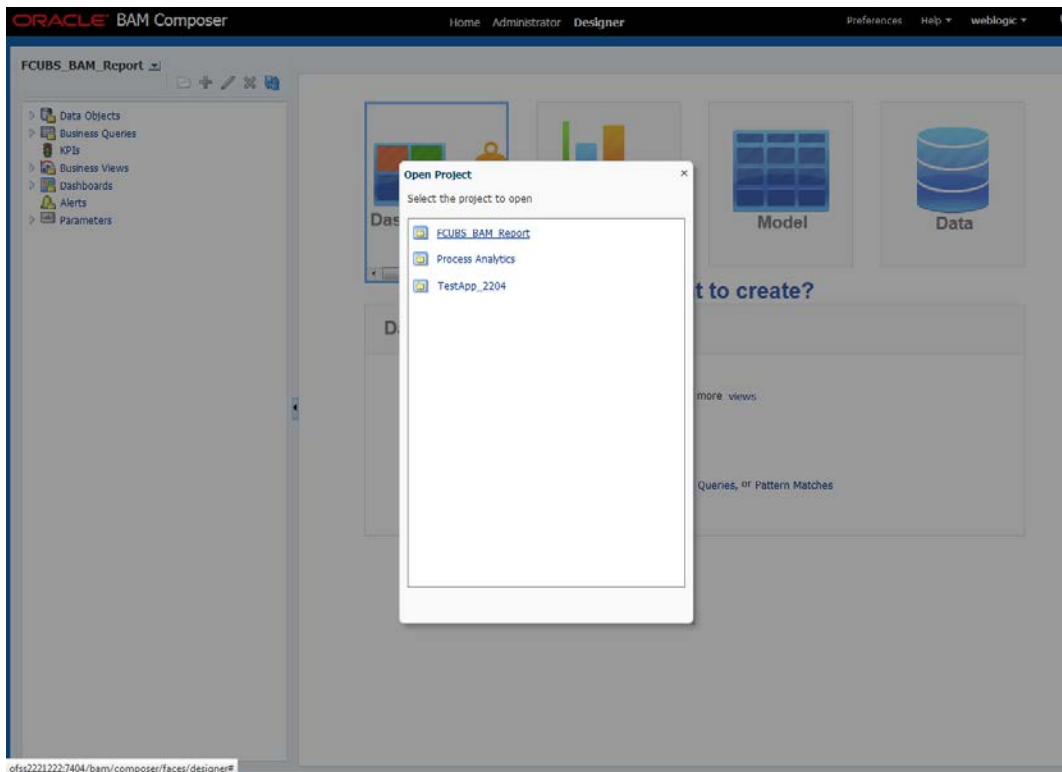 ORACLE BAM Composer
Home Administrator Designer
Preferences Help weblogic
FCUBS_BAM_Report
Data Objects
Business Queries
KPIs
Business Views
Dashboards
Alerts
Parameters
Open Project
Select the project to open
FCUBS_BAM_Report
Process Analytics
TestApp_2204
Das
Model
Data
t to create?
D
more views
Queries, or Pattern Matches
ofss2221222:7404/bam/composer/faces/designer#